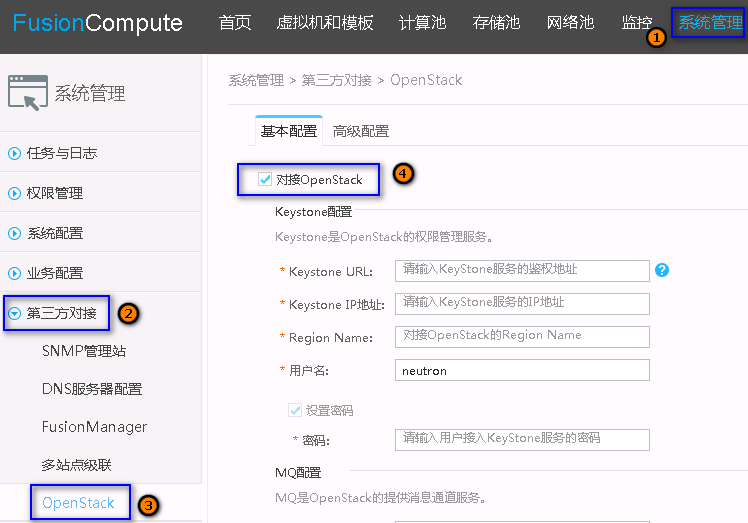 FusionCompute 首页 虚拟机和模板 计算池 存储池 网络池 监控 1 系统管理
系统管理
任务与日志
权限管理
系统配置
业务配置
第三方对接 2
SNMP管理站
DNS服务器配置
FusionManager
多站点级联
OpenStack 3
系统管理 > 第三方对接 > OpenStack
基本配置 高级配置
对接OpenStack 4
Keystone配置
Keystone是OpenStack的权限管理服务。
* Keystone URL: 请输入KeyStone服务的鉴权地址 ?
* Keystone IP地址: 请输入KeyStone服务的IP地址
* Region Name: 对接OpenStack的Region Name
* 用户名: neutron
设置密码
* 密码: 请输入用户接入KeyStone服务的密码
MQ配置
MQ是OpenStack的提供消息通道服务。